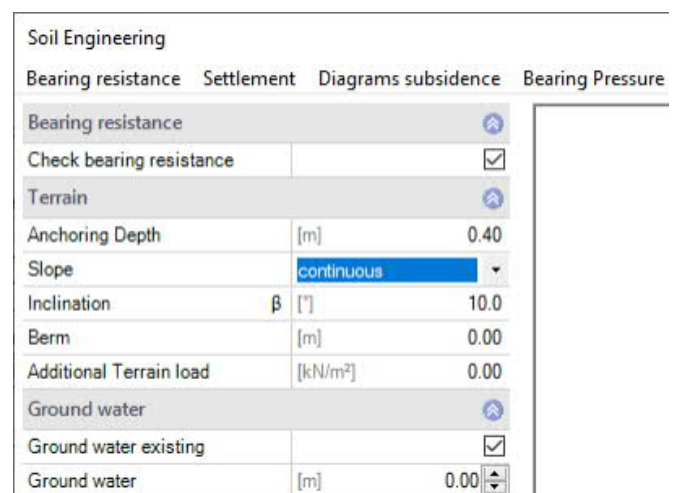 Soil Engineering
Bearing resistance Settlement Diagrams subsidence Bearing Pressure
Bearing resistance
Check bearing resistance
Terrain
Anchoring Depth [m] 0.40
Slope continuous
Inclination β [°] 10.0
Berm [m] 0.00
Additional Terrain load [kN/m²] 0.00
Ground water
Ground water existing
Ground water [m] 0.00